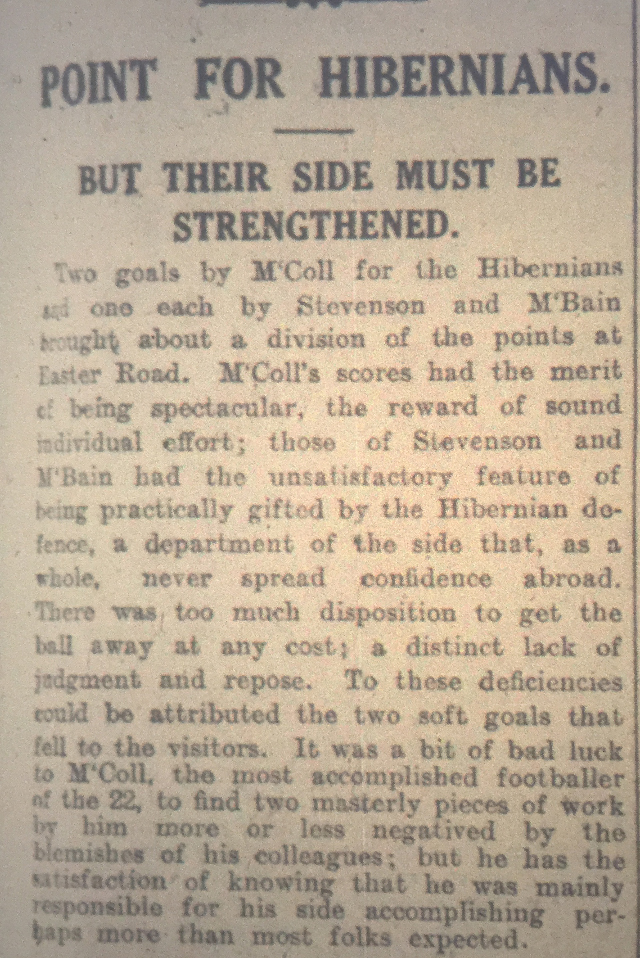 POINT FOR HIBERNIANS.
BUT THEIR SIDE MUST BE
STRENGTHENED.
Two goals by M'Coll for the Hibernians
and one each by Stevenson and M'Bain
brought about a division of the points at
Easter Road. M'Coll's scores had the merit
of being spectacular, the reward of sound
individual effort; those of Stevenson and
M'Bain had the unsatisfactory feature of
being practically gifted by the Hibernian de-
fence, a department of the side that, as a
whole, never spread confidence abroad.
There was too much disposition to get the
ball away at any cost; a distinct lack of
judgment and repose. To these deficiencies
could be attributed the two soft goals that
fell to the visitors. It was a bit of bad luck
to M'Coll, the most accomplished footballer
of the 22, to find two masterly pieces of work
by him more or less negatived by the
blemishes of his colleagues; but he has the
satisfaction of knowing that he was mainly
responsible for his side accomplishing per-
haps more than most folks expected.